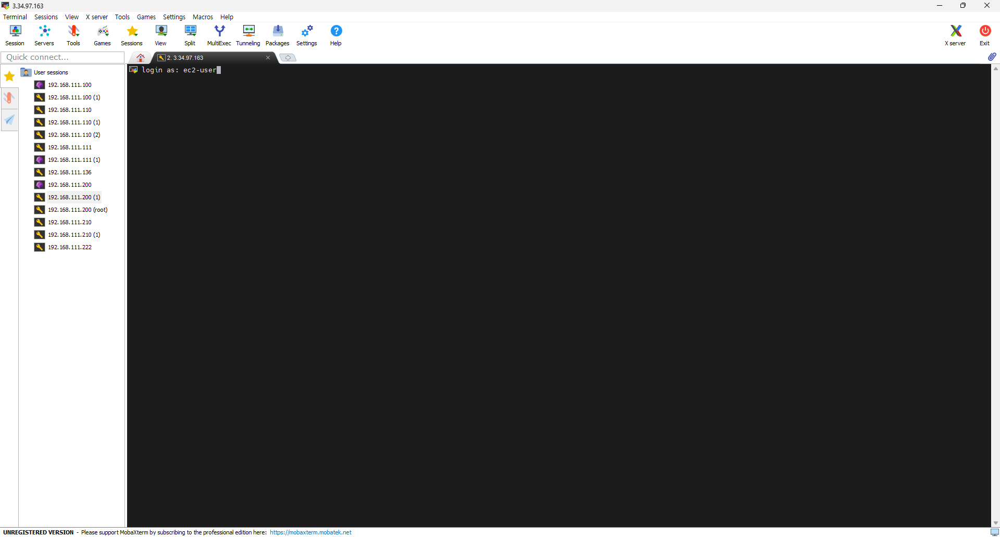 3.34.97.163
Terminal Sessions View X server Tools Games Settings Macros Help
Session Servers Tools Games Sessions View Split MultiExec Tunneling Packages Settings Help X server Exit
Quick connect...
2. 3.34.97.163
login as: ec2-user
User sessions
192.168.111.100
192.168.111.100 (1)
192.168.111.110
192.168.111.110 (1)
192.168.111.110 (2)
192.168.111.111
192.168.111.111 (1)
192.168.111.136
192.168.111.200
192.168.111.200 (1)
192.168.111.200 (root)
192.168.111.210
192.168.111.210 (1)
192.168.111.222
UNREGISTERED VERSION - Please support MobaXterm by subscribing to the professional edition here: https://mobaxterm.mobatek.net